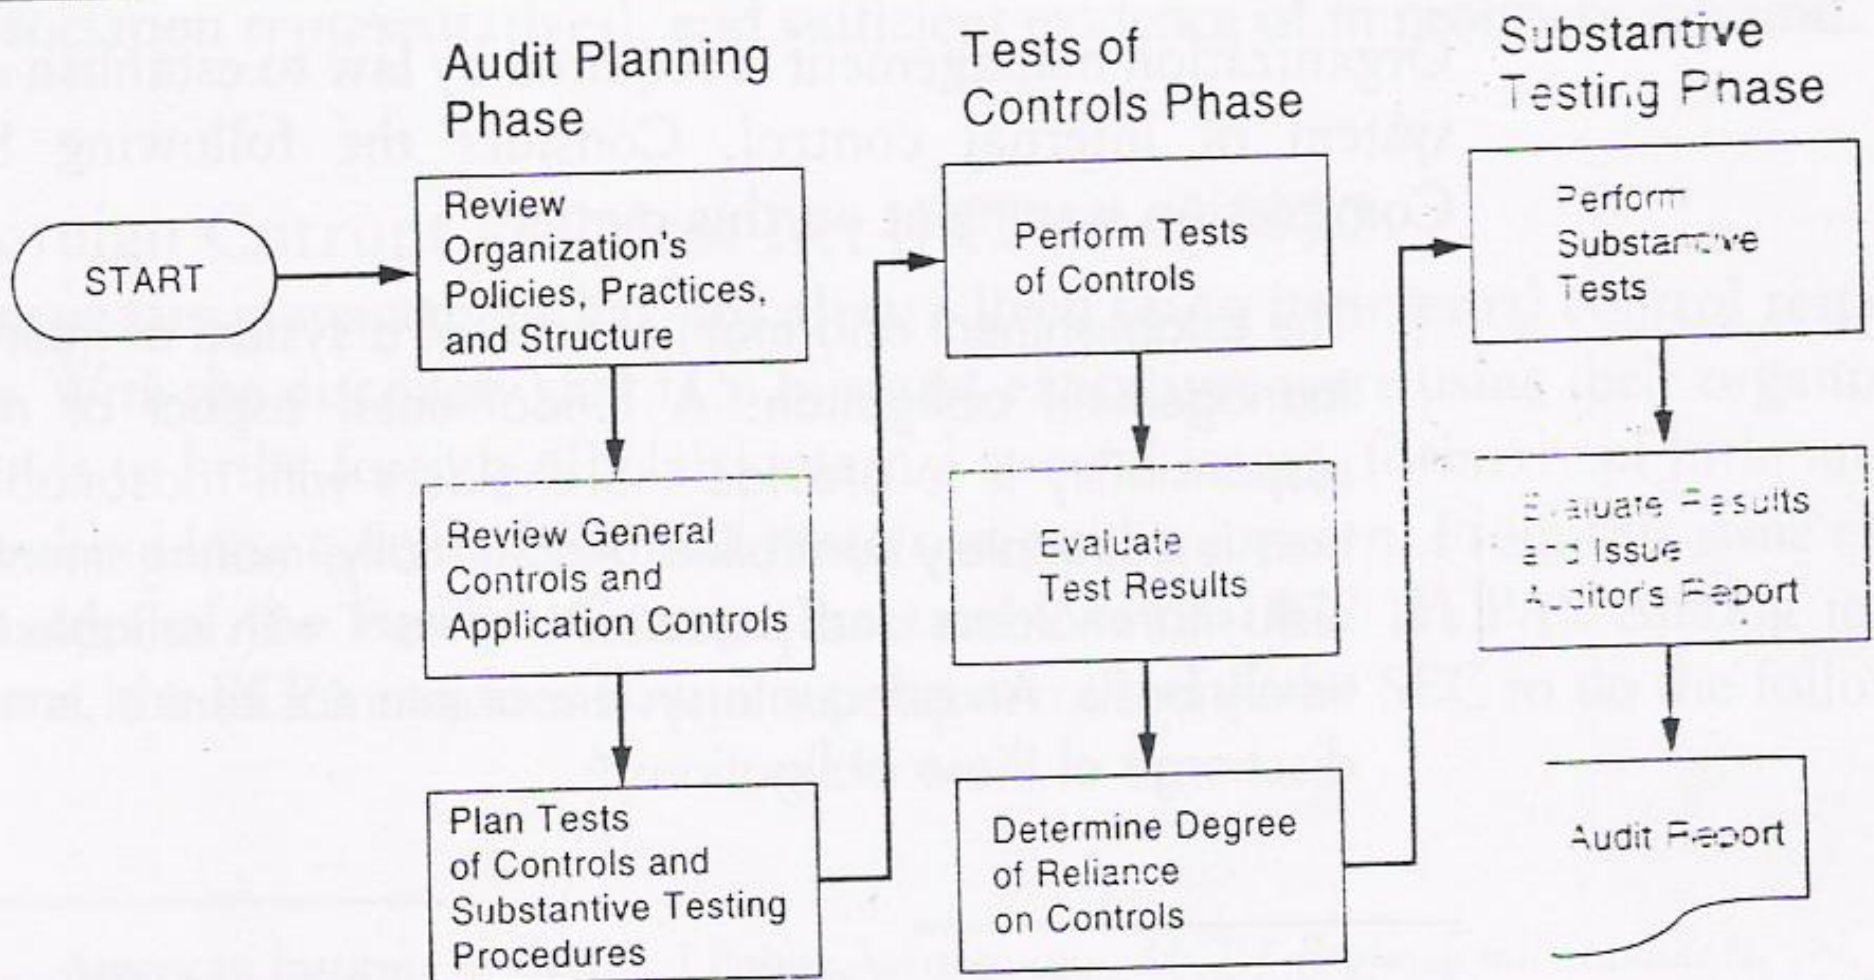 Audit Planning
Phase
Tests of
Controls Phase
Substantive
Testing Phase
START
Review
Organization's
Policies, Practices,
and Structure
Review General
Controls and
Application Controls
Plan Tests
of Controls and
Substantive Testing
Procedures
Perform Tests
of Controls
Evaluate
Test Results
Determine Degree
of Reliance
on Controls
Perform
Substantive
Tests
Evaluate Results
and Issue
Auditor's Report
Audit Report